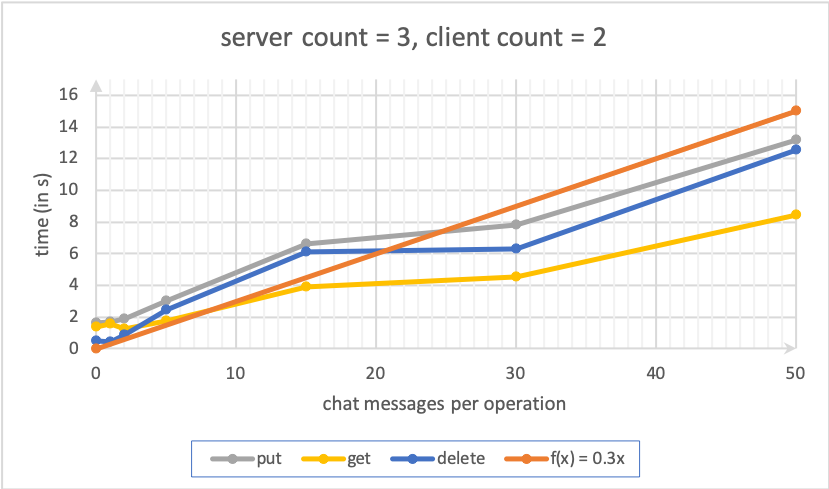 server count = 3, client count = 2
16
14
12
10
8
6
4
2
0
time (in s)
0 10 20 30 40 50
chat messages per operation
put get delete f(x) = 0.3x